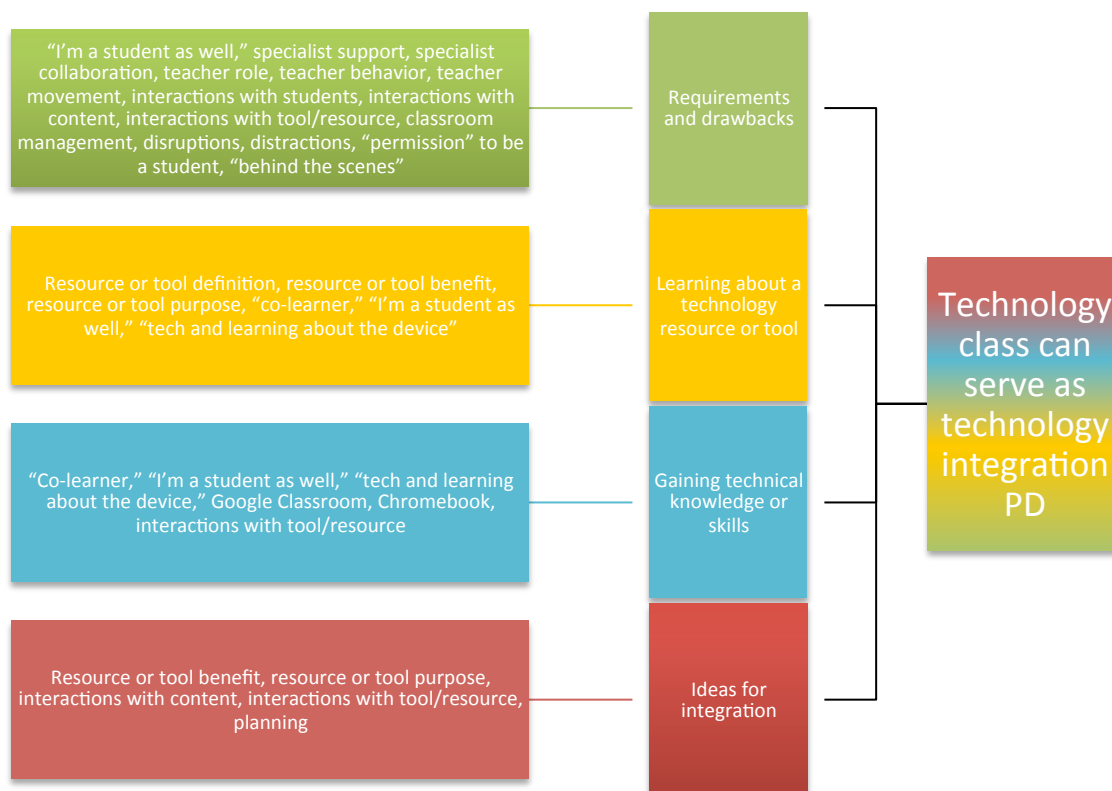 “I’m a student as well,” specialist support, specialist
collaboration, teacher role, teacher behavior, teacher
movement, interactions with students, interactions with
content, interactions with tool/resource, classroom
management, disruptions, distractions, “permission” to be
a student, “behind the scenes”
Requirements
and drawbacks
Resource or tool definition, resource or tool benefit,
resource or tool purpose, “co-learner,” “I’m a student as
well,” “tech and learning about the device”
Learning about a
technology
resource or tool
“Co-learner,” “I’m a student as well,” “tech and learning
about the device,” Google Classroom, Chromebook,
interactions with tool/resource
Gaining technical
knowledge or
skills
Resource or tool benefit, resource or tool purpose,
interactions with content, interactions with tool/resource,
planning
Ideas for
integration
Technology
class can
serve as
technology
integration
PD